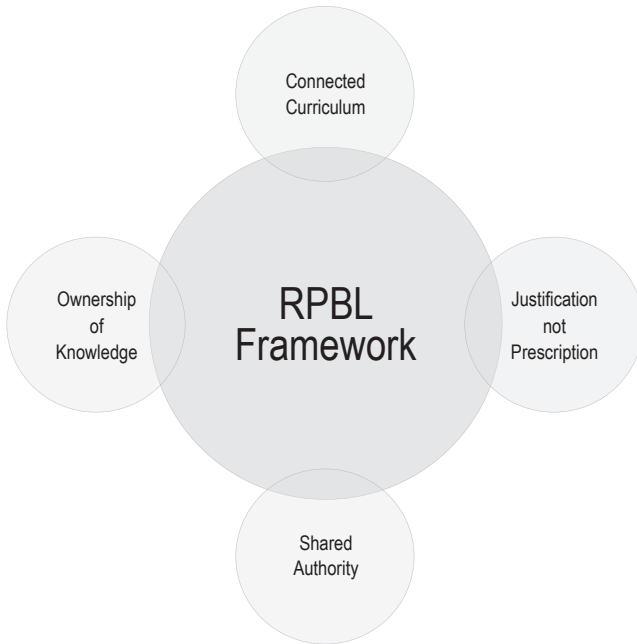 Connected
Curriculum
Ownership
of
Knowledge
RPBL
Framework
Justification
not
Prescription
Shared
Authority